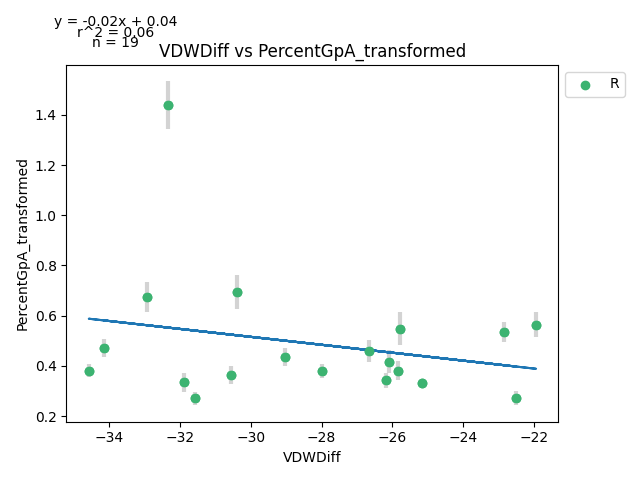 y = -0.02x + 0.04
r^2 = 0.06
n = 19
VDWDiff vs PercentGpA_transformed
R
PercentGpA_transformed
1.4
1.2
1.0
0.8
0.6
0.4
0.2
−34 −32 −30 −28 −26 −24 −22
VDWDiff